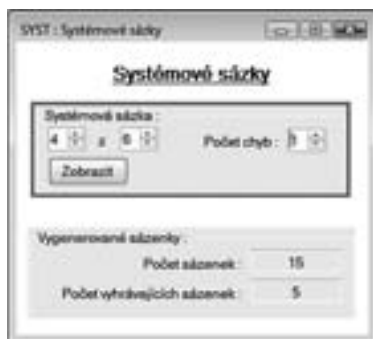 SYST : Systémové sázky
Systémové sázky
Systémová sázka :
4 z 6 Počet chyb : 1
Zobrazit
Vygenerované sázenky :
Počet sázenek : 15
Počet vyhrávajících sázenek : 5